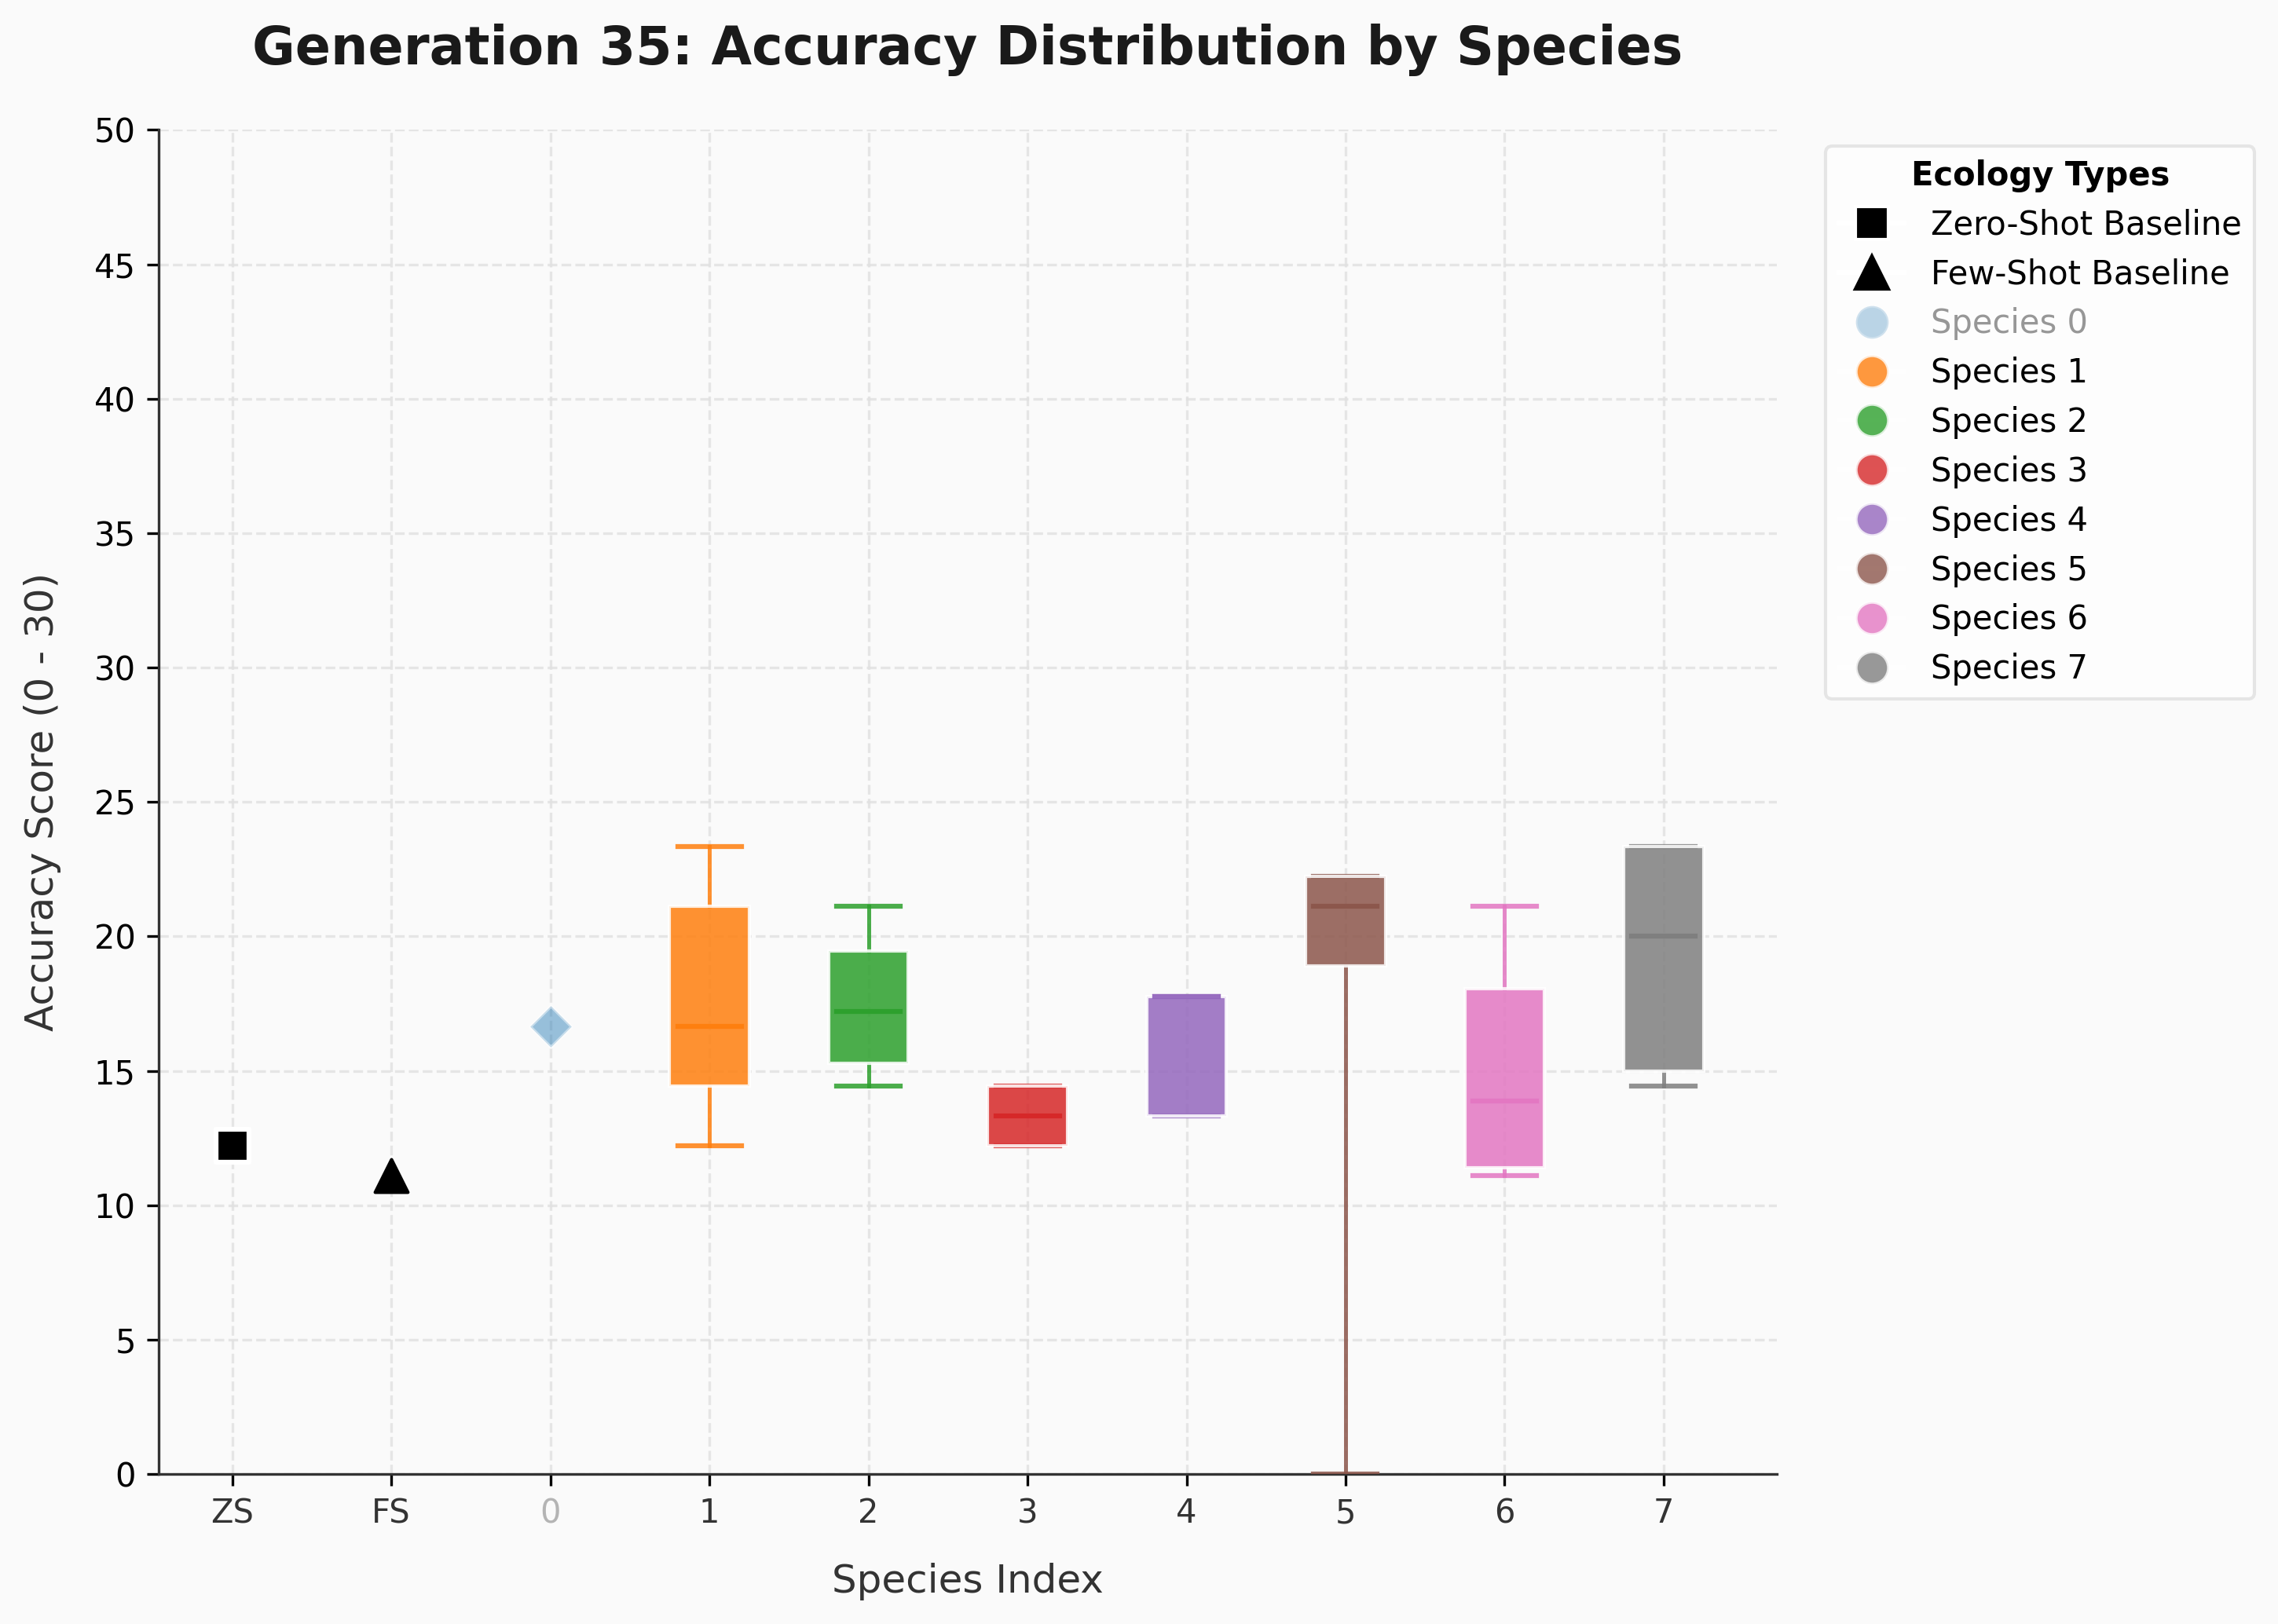 Generation 35: Accuracy Distribution by Species
Accuracy Score (0 - 30)
50
45
40
35
30
25
20
15
10
5
0
ZS FS 0 1 2 3 4 5 6 7
Species Index
Ecology Types
Zero-Shot Baseline
Few-Shot Baseline
Species 0
Species 1
Species 2
Species 3
Species 4
Species 5
Species 6
Species 7